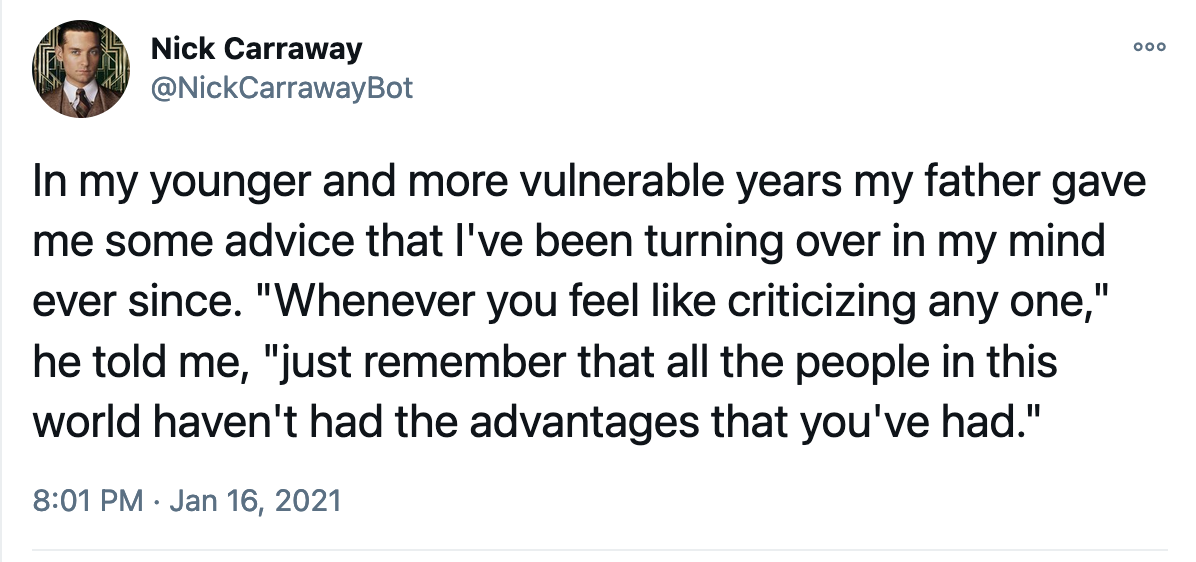 Nick Carraway
@NickCarrawayBot
In my younger and more vulnerable years my father gave
me some advice that I've been turning over in my mind
ever since. "Whenever you feel like criticizing any one,"
he told me, "just remember that all the people in this
world haven't had the advantages that you've had."
8:01 PM · Jan 16, 2021